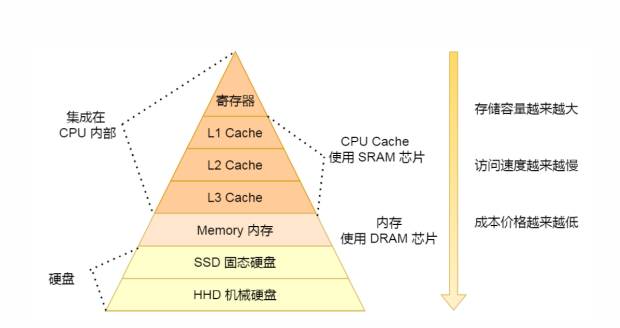 寄存器
L1 Cache
L2 Cache
L3 Cache
Memory 内存
SSD 固态硬盘
HHD 机械硬盘
集成在
CPU 内部
硬盘
CPU Cache
使用 SRAM 芯片
内存
使用 DRAM 芯片
存储容量越来越大
访问速度越来越慢
成本价格越来越低